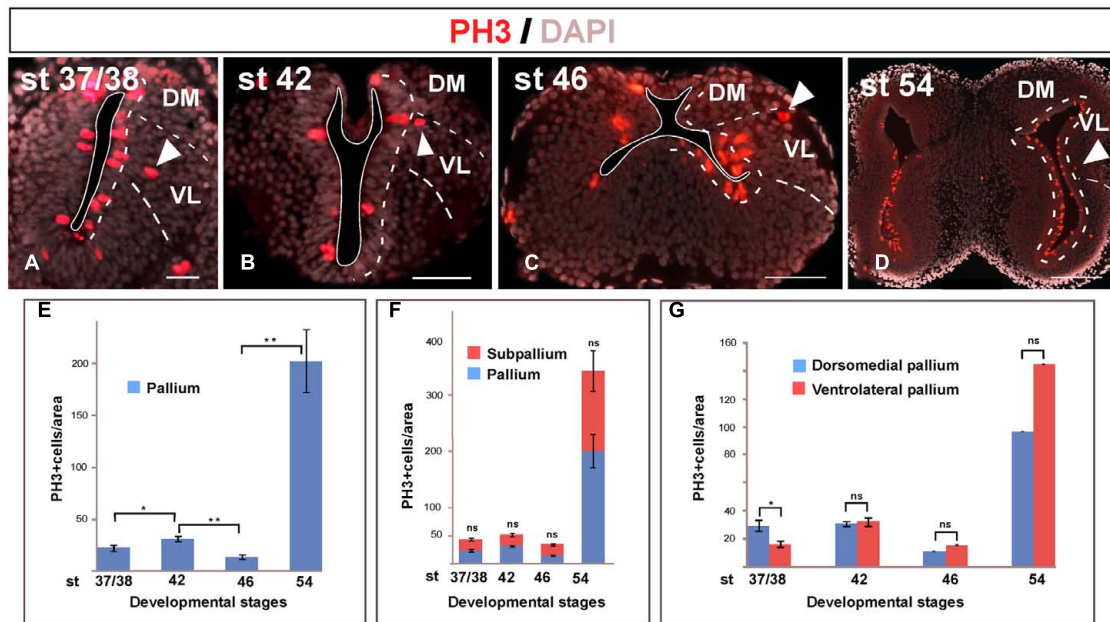 PH3 / DAPI
st 37/38
DM
VL
A
st 42
DM
VL
B
st 46
DM
VL
C
st 54
DM
VL
D
E
200
150
100
50
Pallium
PH3+cells/area
* ** **
st 37/38 42 46 54
Developmental stages
F
400
300
200
100
50
0
Subpallium
Pallium
PH3+cells/area
ns ns ns ns
st 37/38 42 46 54
Developmental stages
G
160
140
120
100
80
60
40
20
Dorsomedial pallium
Ventrolateral pallium
PH3+cells/area
* ns ns ns
st 37/38 42 46 54
Developmental stages